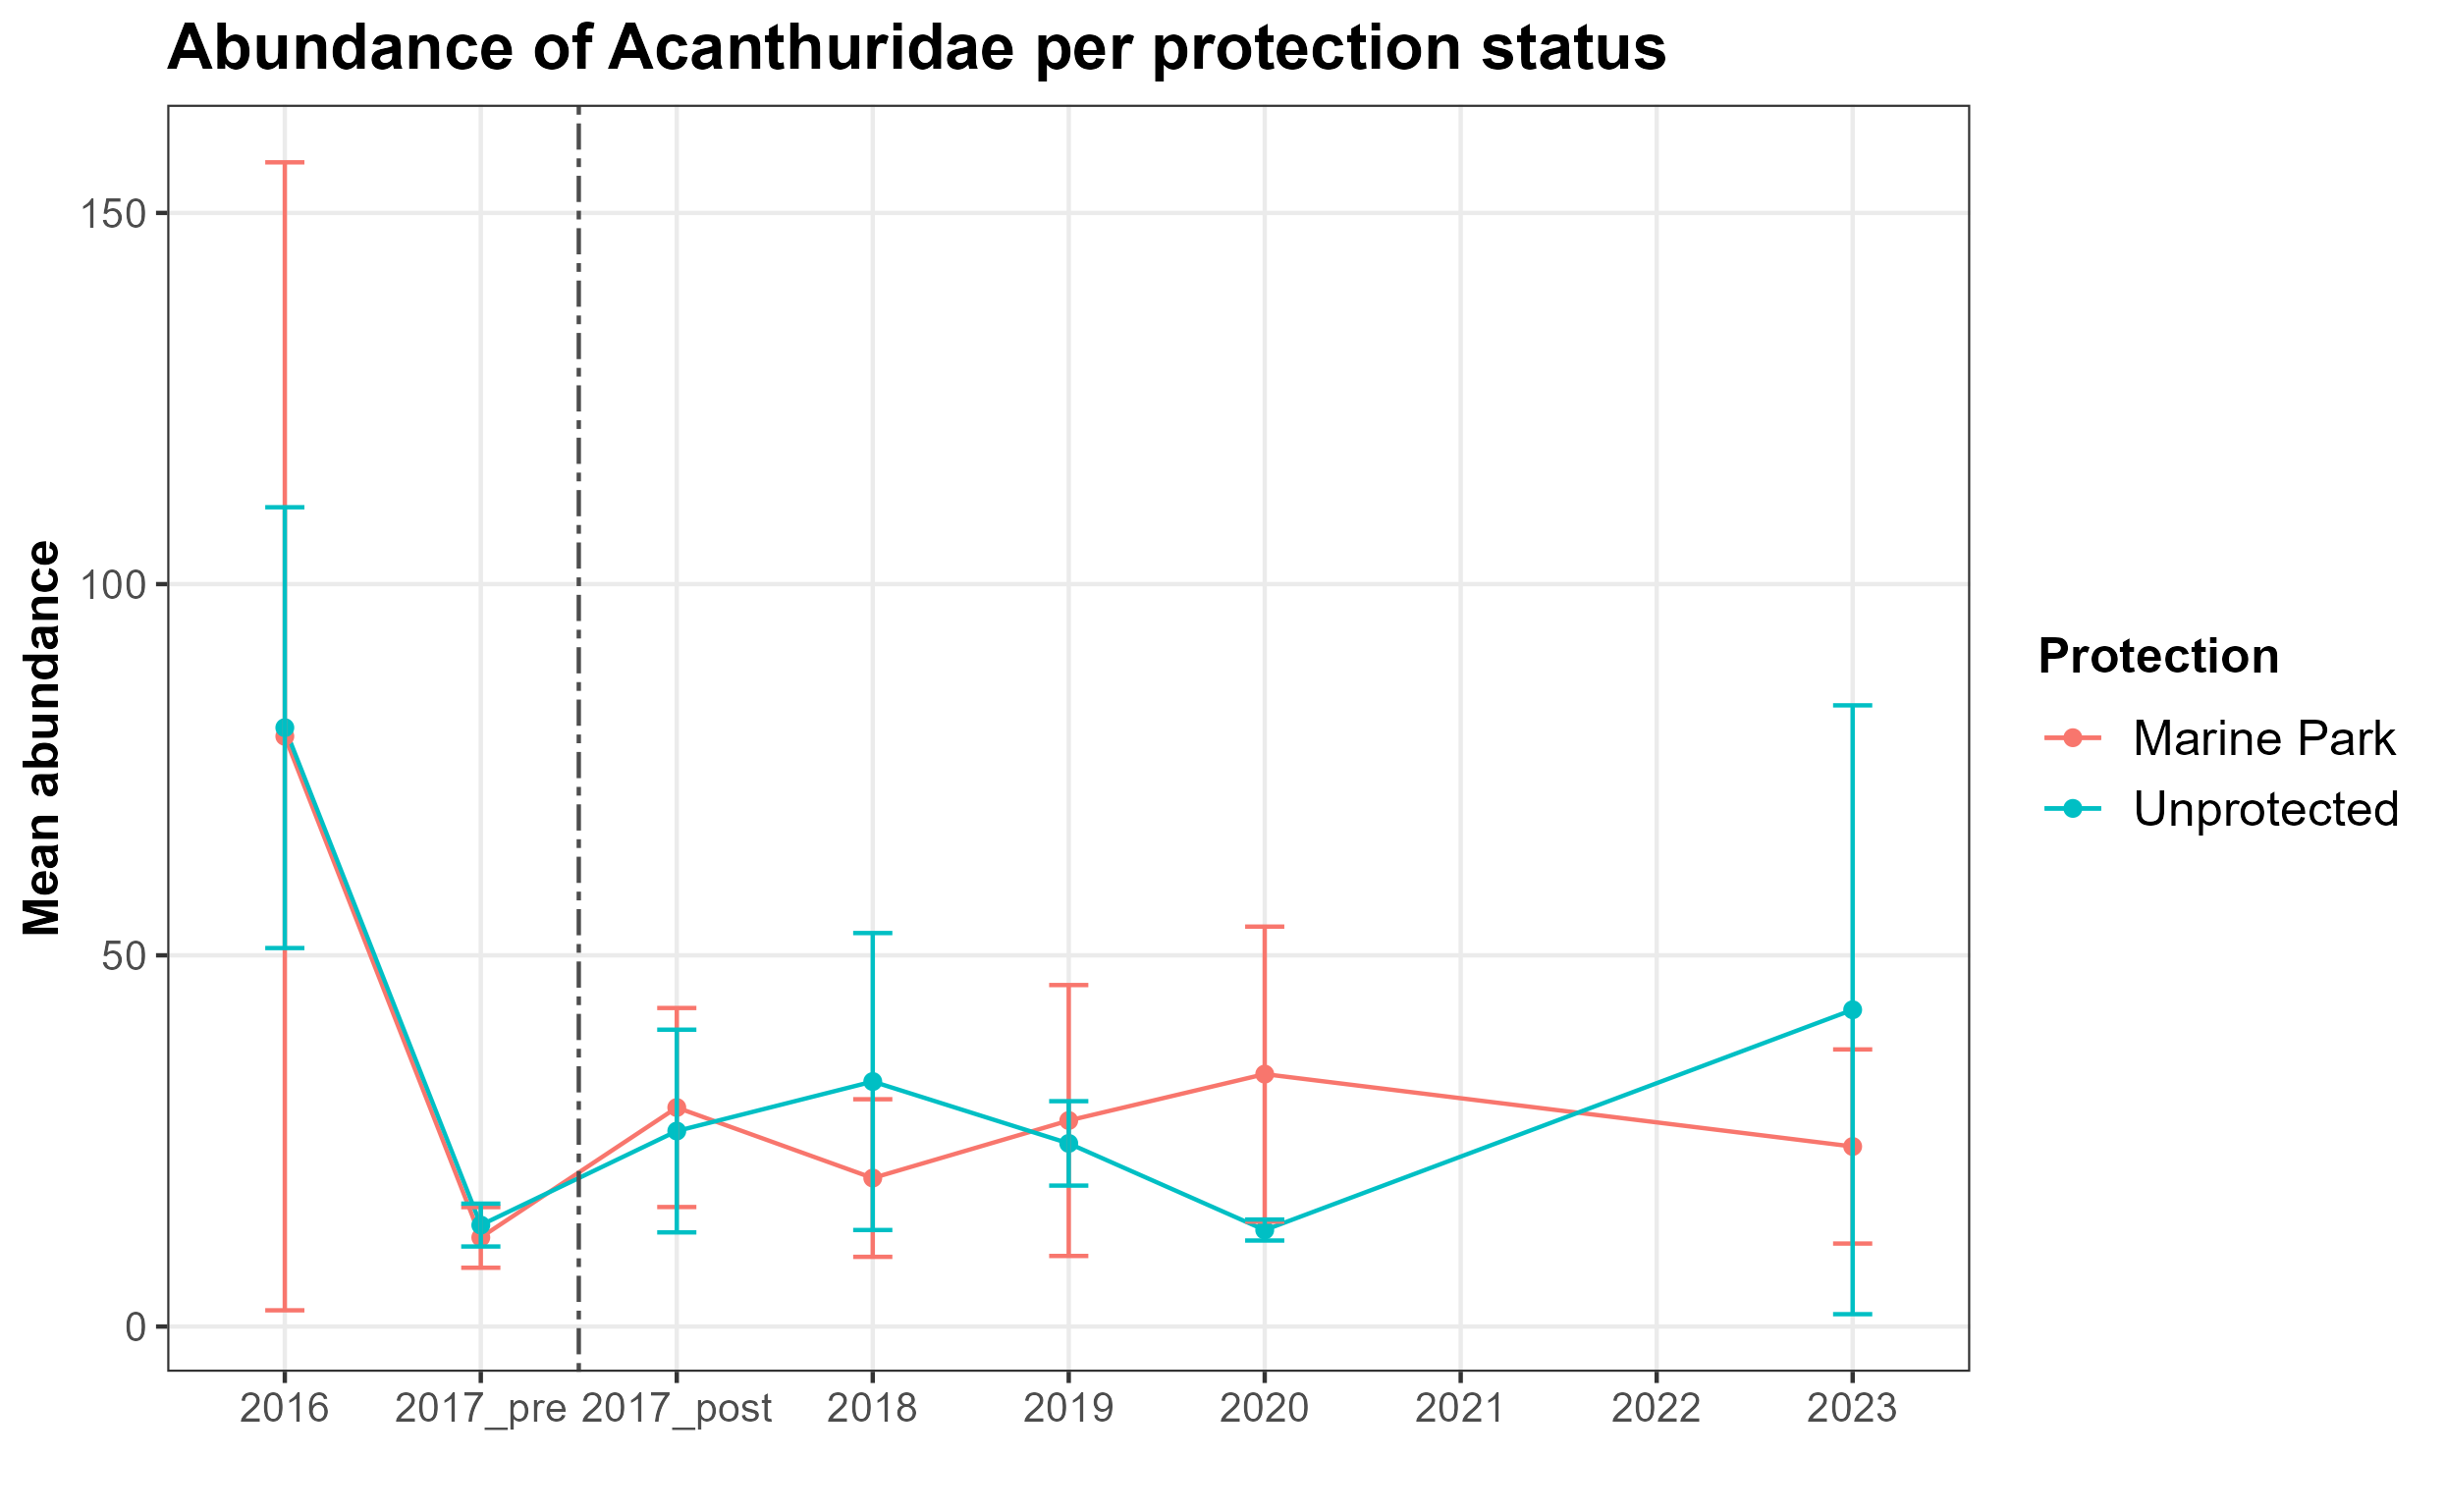 Abundance of Acanthuridae per protection status
Mean abundance
150
100
50
0
2016 2017_pre 2017_post 2018 2019 2020 2021 2022 2023
Protection
Marine Park
Unprotected